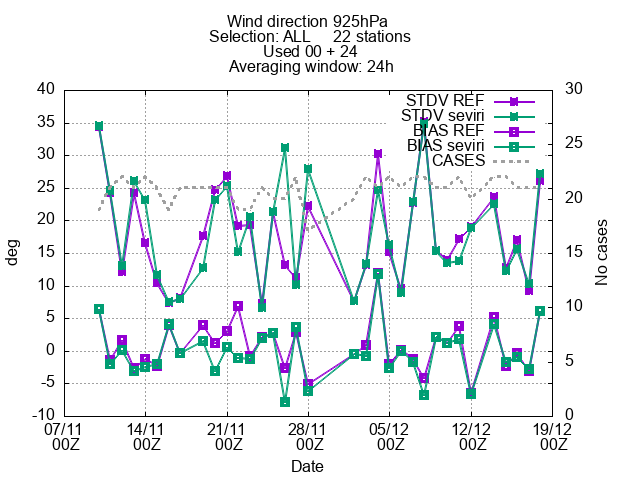 Wind direction 925hPa
Selection: ALL 22 stations
Used 00 + 24
Averaging window: 24h
40 30
35 25
30 20
25 15
20 10
15 5
10 0
5
0
-5
-10
STDV REF
STDV seviri
BIAS REF
BIAS seviri
CASES
deg
No cases
07/11 14/11 21/11 28/11 05/12 12/12 19/12
00Z 00Z 00Z 00Z 00Z 00Z 00Z
Date